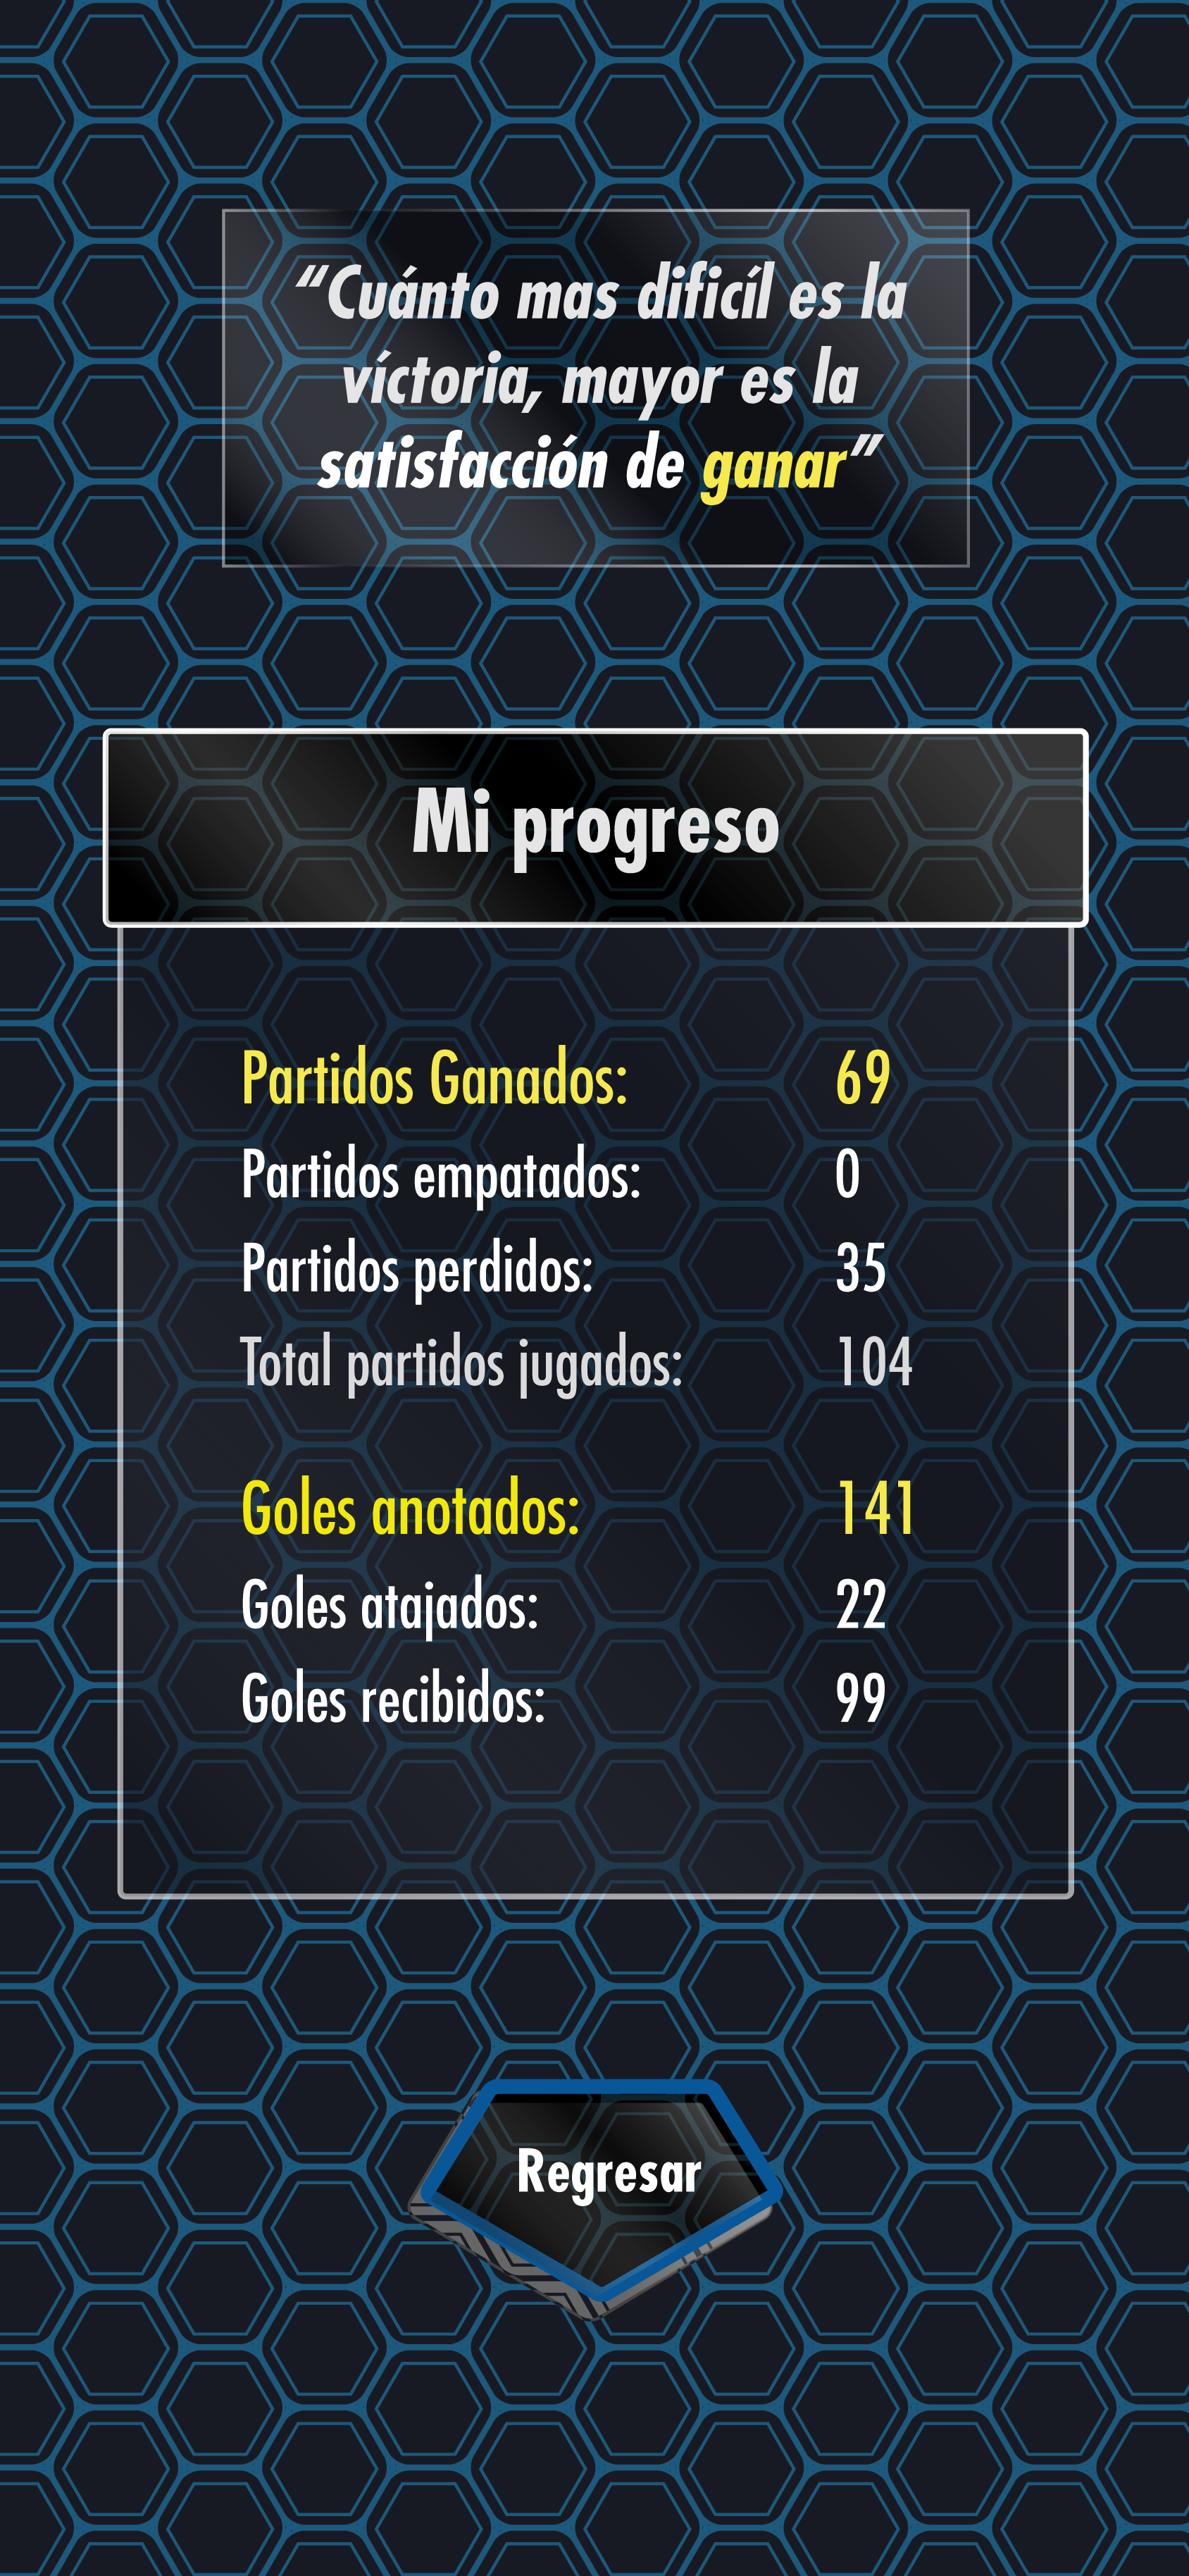 “Cuánto mas dificíl es la
víctoria, mayor es la
satisfacción de ganar”
Mi progreso
Partidos Ganados: 69
Partidos empatados: 0
Partidos perdidos: 35
Total partidos jugados: 104
Goles anotados: 141
Goles atajados: 22
Goles recibidos: 99
Regresar